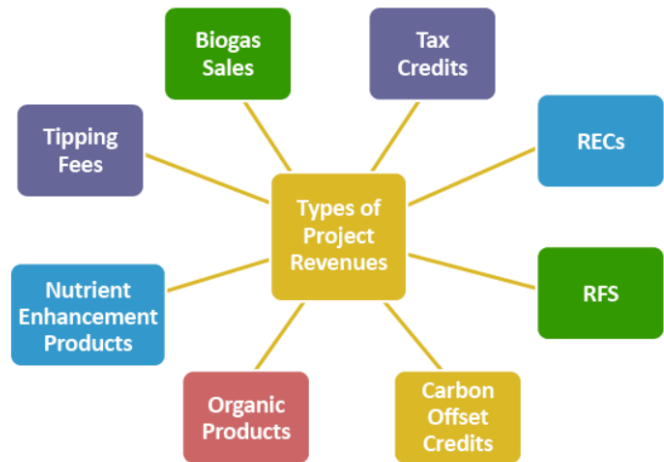 Biogas
Sales
Tax
Credits
Tipping
Fees
RECs
Types of
Project
Revenues
Nutrient
Enhancement
Products
RFS
Organic
Products
Carbon
Offset
Credits